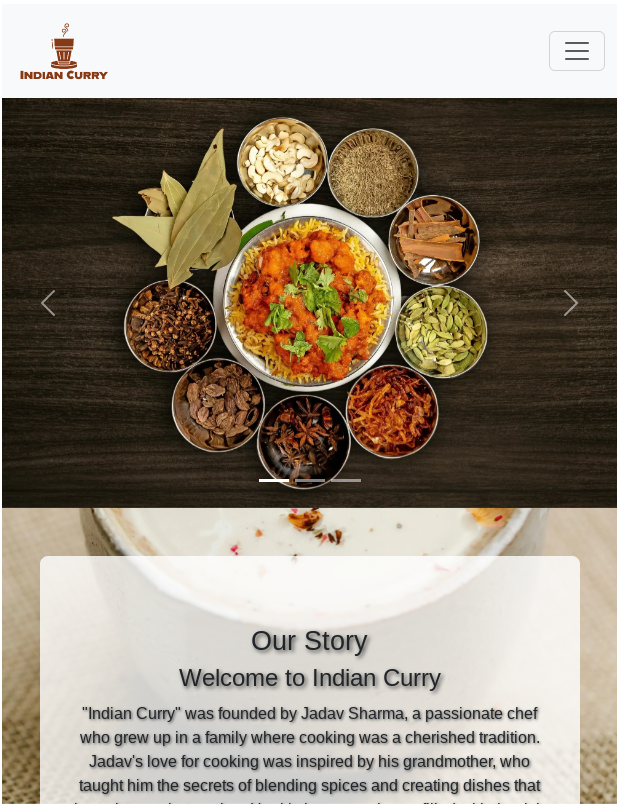 INDIAN CURRY
Our Story
Welcome to Indian Curry
"Indian Curry" was founded by Jadav Sharma, a passionate chef
who grew up in a family where cooking was a cherished tradition.
Jadav's love for cooking was inspired by his grandmother, who
taught him the secrets of blending spices and creating dishes that